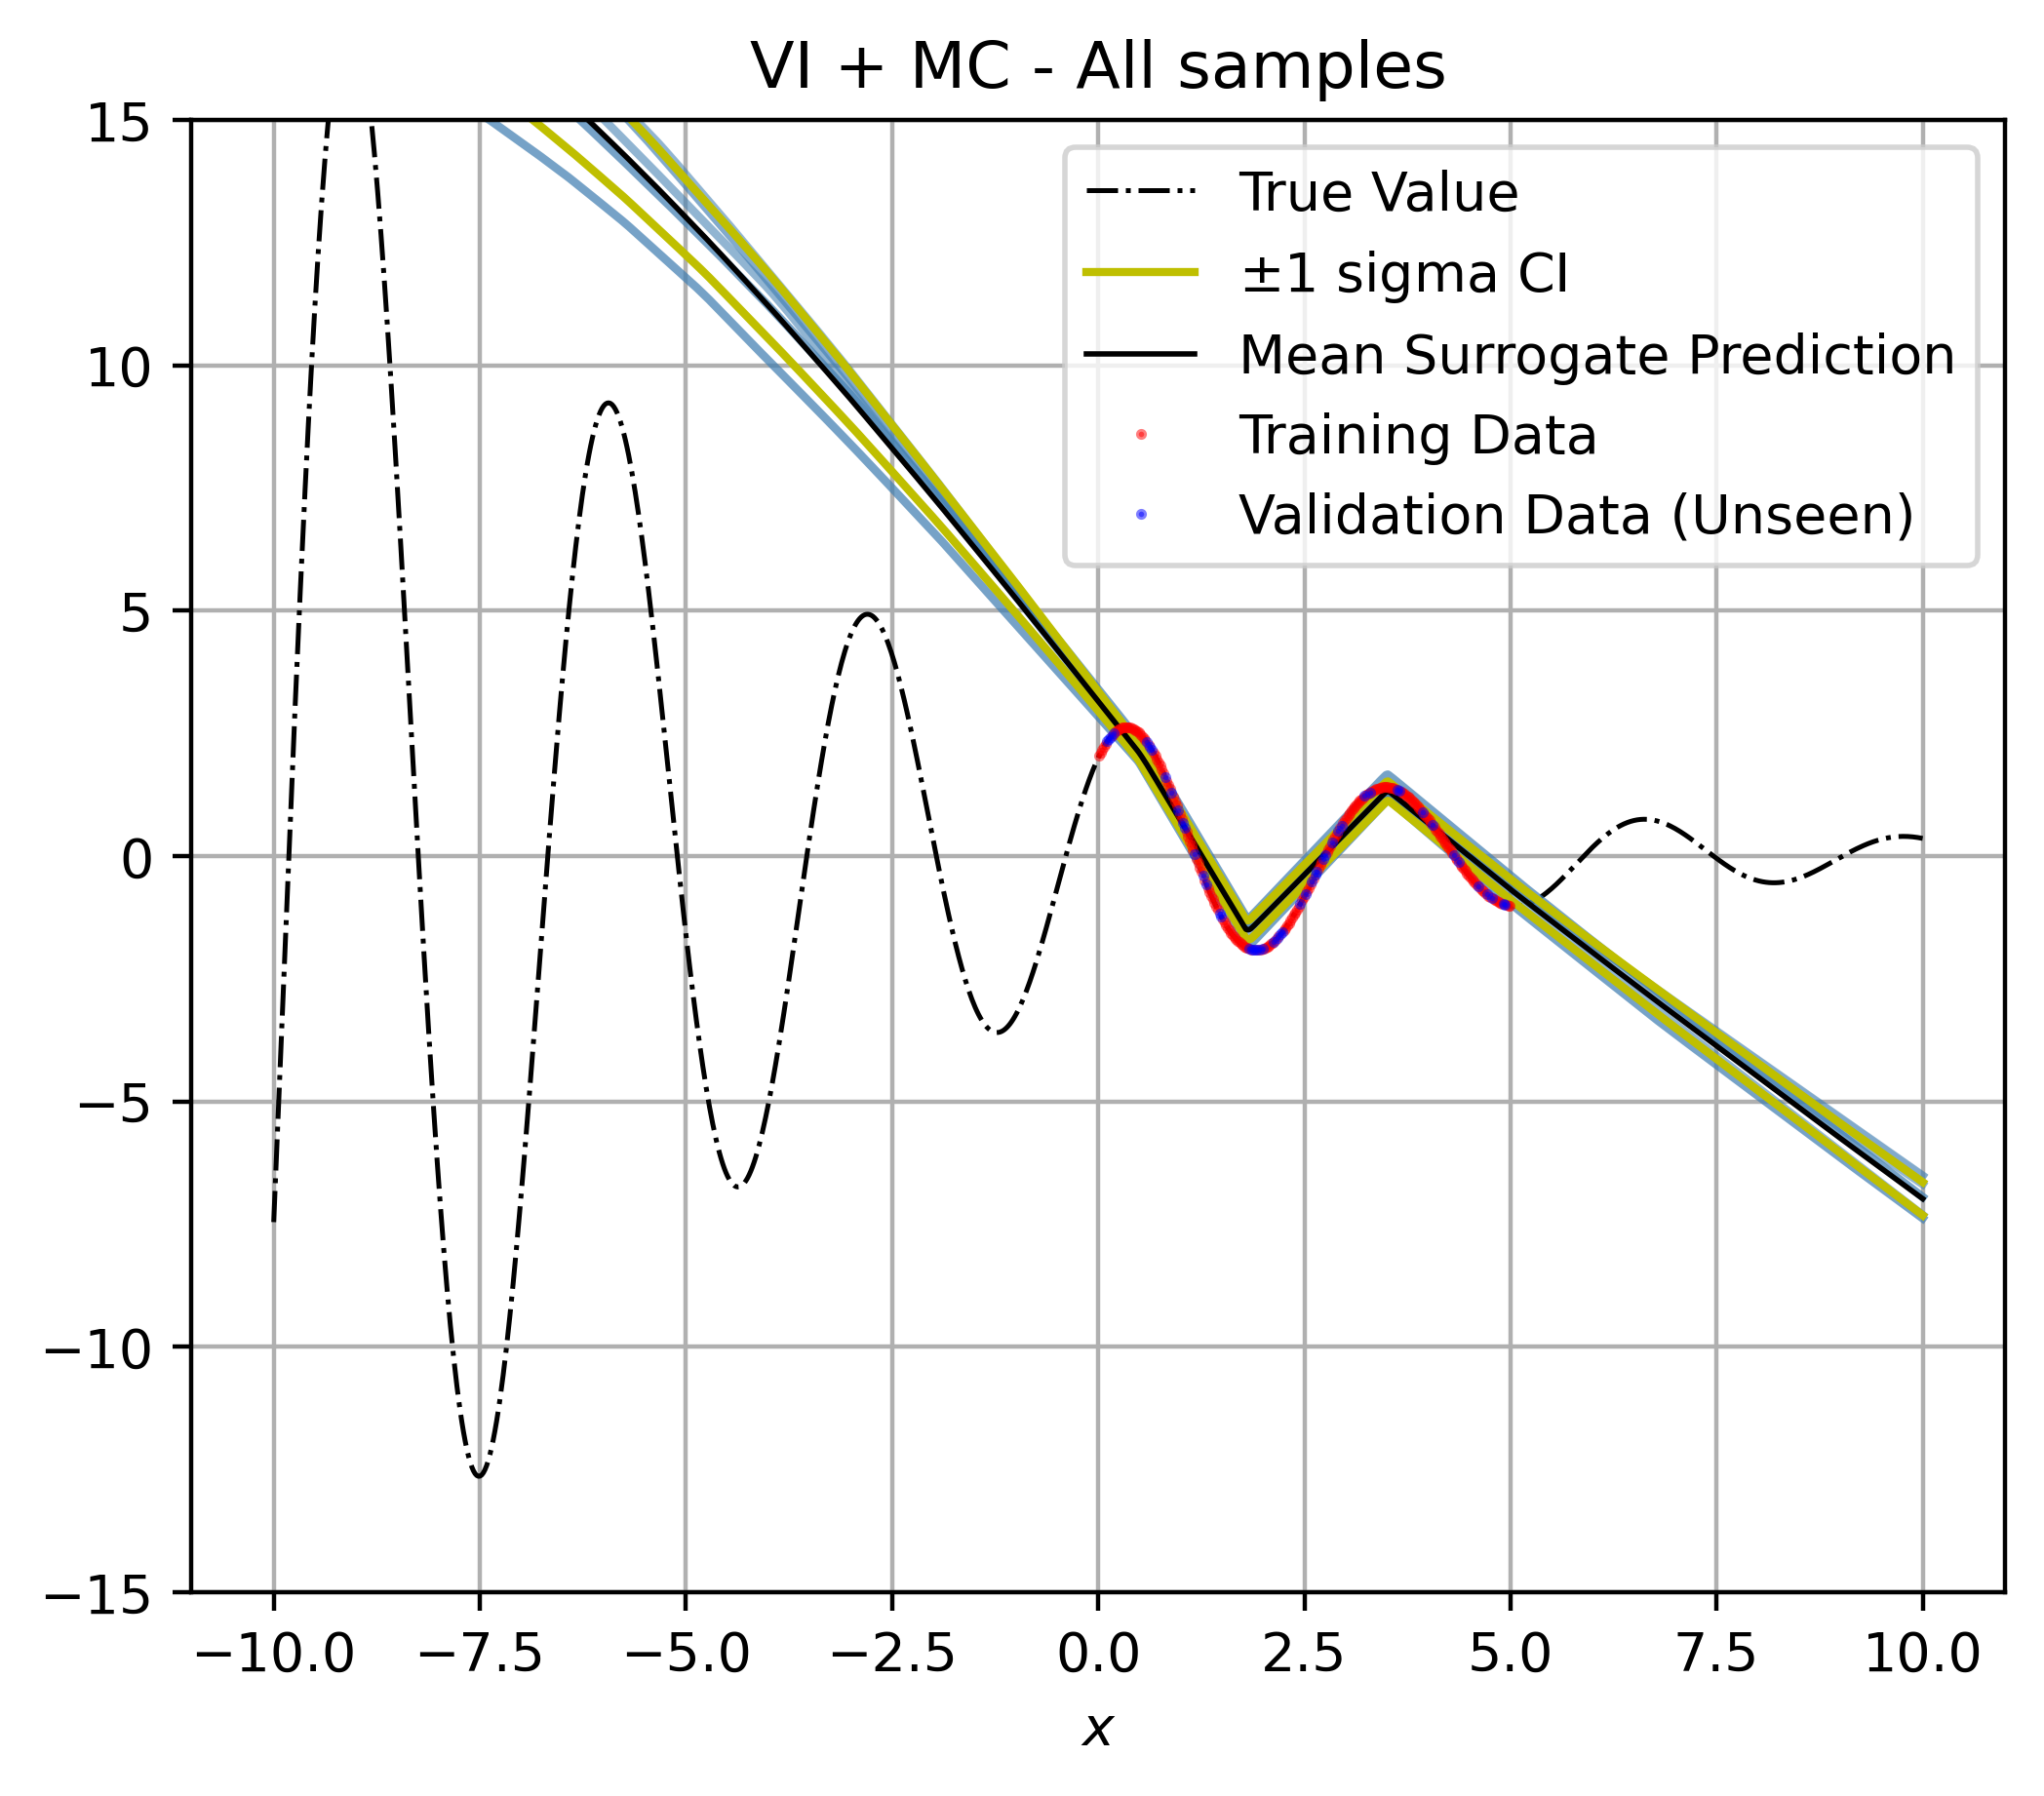 VI + MC - All samples
15
10
5
0
−5
−10
−15
True Value
±1 sigma CI
Mean Surrogate Prediction
Training Data
Validation Data (Unseen)
−10.0 −7.5 −5.0 −2.5 0.0 2.5 5.0 7.5 10.0
x